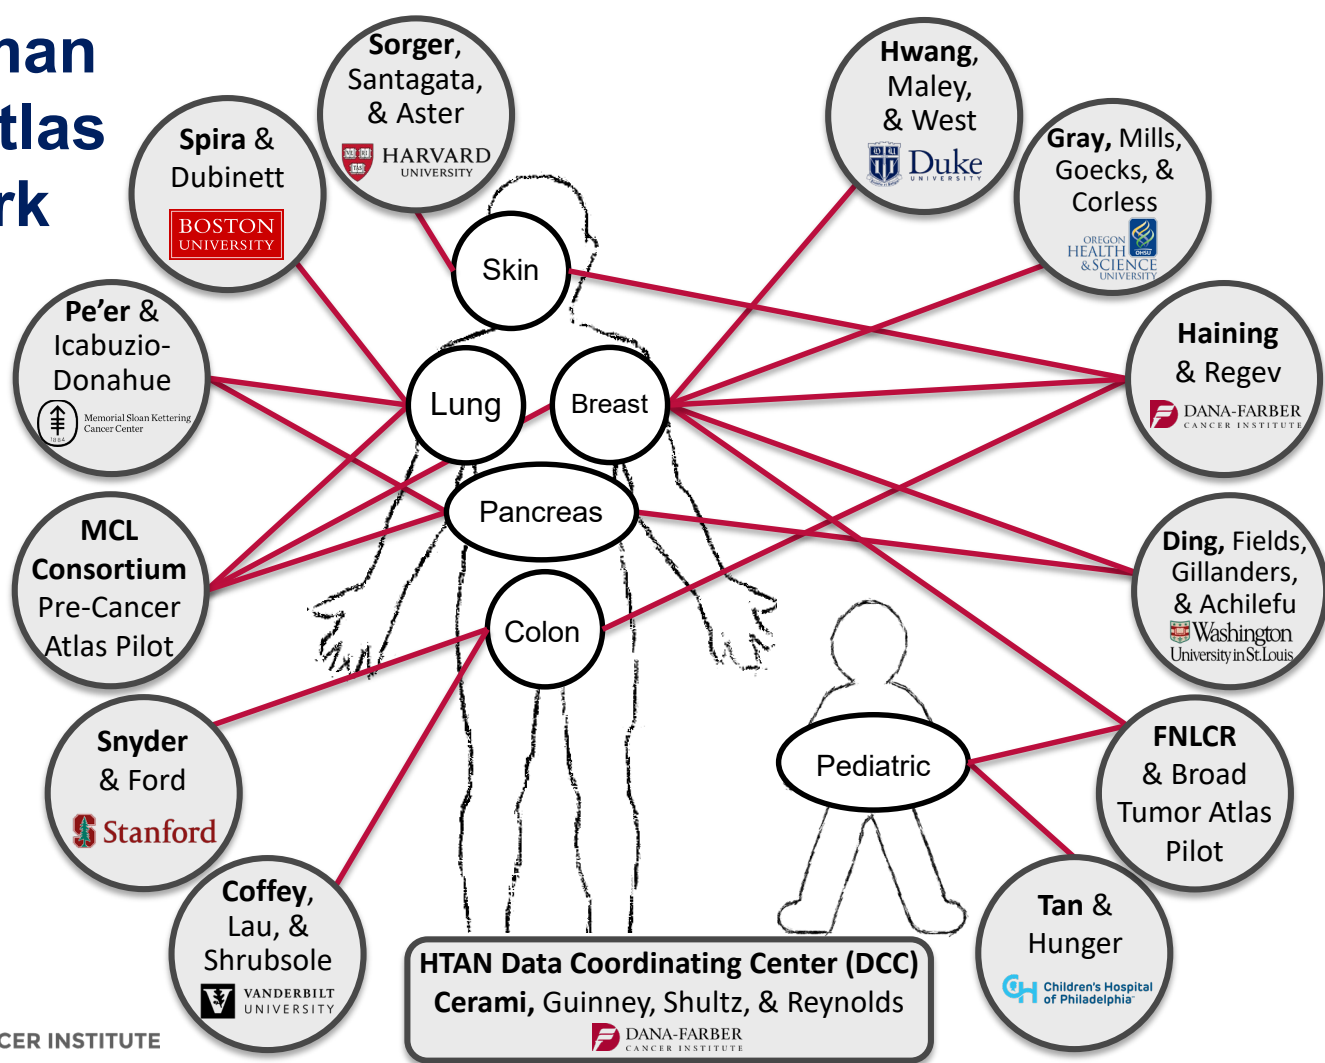 nan
tlas
rk
Sorger,
Santagata,
& Aster
HARVARD
UNIVERSITY
Spira &
Dubinett
BOSTON
UNIVERSITY
Pe'er &
Icabuzio-
Donahue
1884
Memorial Sloan Kettering
Cancer Center
MCL
Consortium
Pre-Cancer
Atlas Pilot
Snyder
& Ford
Stanford
Coffey,
Lau, &
Shrubsole
VANDERBILT
UNIVERSITY
Skin
Lung
Breast
Pancreas
Colon
Pediatric
Hwang,
Maley,
& West
Duke
UNIVERSITY
Gray, Mills,
Goecks, &
Corless
OREGON
HEALTH
&SCIENCE
UNIVERSITY
OHSU
Haining
& Regev
DANA-FARBER
CANCER INSTITUTE
Ding, Fields,
Gillanders,
& Achilefu
Washington
University in St. Louis
FNLCR
& Broad
Tumor Atlas
Pilot
Tan &
Hunger
Children's Hospital
of Philadelphia
HTAN Data Coordinating Center (DCC)
Cerami, Guinney, Shultz, & Reynolds
DANA-FARBER
CANCER INSTITUTE
CER INSTITUTE